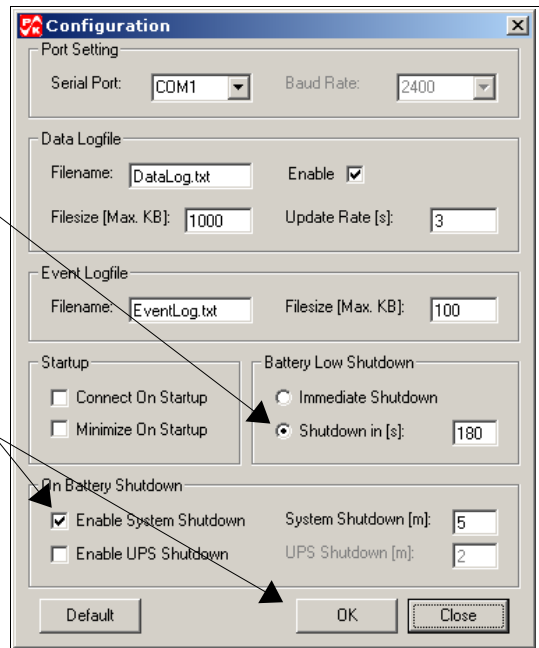 Configuration
Port Setting
Serial Port: COM1 Baud Rate: 2400
Data Logfile
Filename: DataLog.txt Enable
Filesize [Max. KB]: 1000 Update Rate [s]: 3
Event Logfile
Filename: EventLog.txt Filesize [Max. KB]: 100
Startup
Connect On Startup
Minimize On Startup
Battery Low Shutdown
Immediate Shutdown
Shutdown in [s]: 180
On Battery Shutdown
Enable System Shutdown System Shutdown [m]: 5
Enable UPS Shutdown UPS Shutdown [m]: 2
Default OK Close